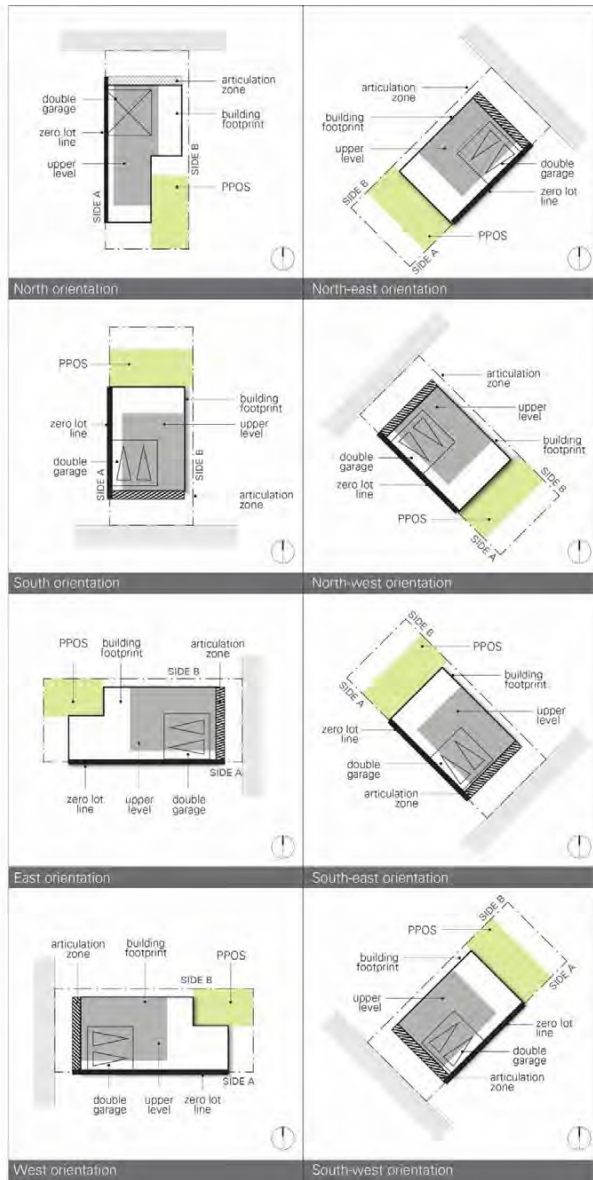 articulation
zone
double
garage
building
footprint
zero lot
line
upper
level
PPOS
SIDE A
SIDE B
North orientation
articulation
zone
building
footprint
upper
level
double
garage
zero lot
line
PPOS
SIDE B
SIDE A
North-east orientation
PPOS
building
footprint
zero lot
line
upper
level
double
garage
SIDE A
SIDE B
articulation
zone
South orientation
articulation
zone
upper
level
building
footprint
double
garage
zero lot
line
PPOS
SIDE B
SIDE A
North-west orientation
PPOS
building
footprint
articulation
zone
SIDE B
SIDE A
zero lot
line
upper
level
double
garage
East orientation
SIDE B
PPOS
SIDE A
building
footprint
zero lot
line
upper
level
double
garage
articulation
zone
South-east orientation
articulation
zone
building
footprint
PPOS
SIDE B
SIDE A
double
garage
upper
level
zero lot
line
West orientation
PPOS
SIDE B
building
footprint
SIDE A
upper
level
zero lot
line
double
garage
articulation
zone
South-west orientation